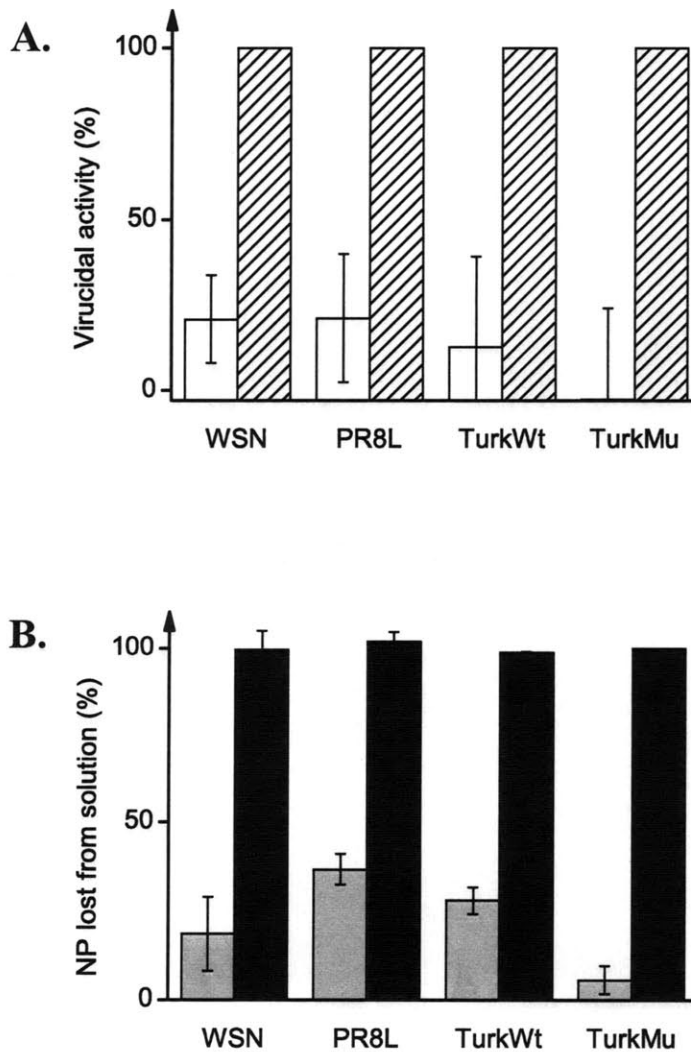 A.
Virucidal activity (%)
100
50
0
WSN PR8L TurkWt TurkMu
B.
NP lost from solution (%)
100
50
0
WSN PR8L TurkWt TurkMu